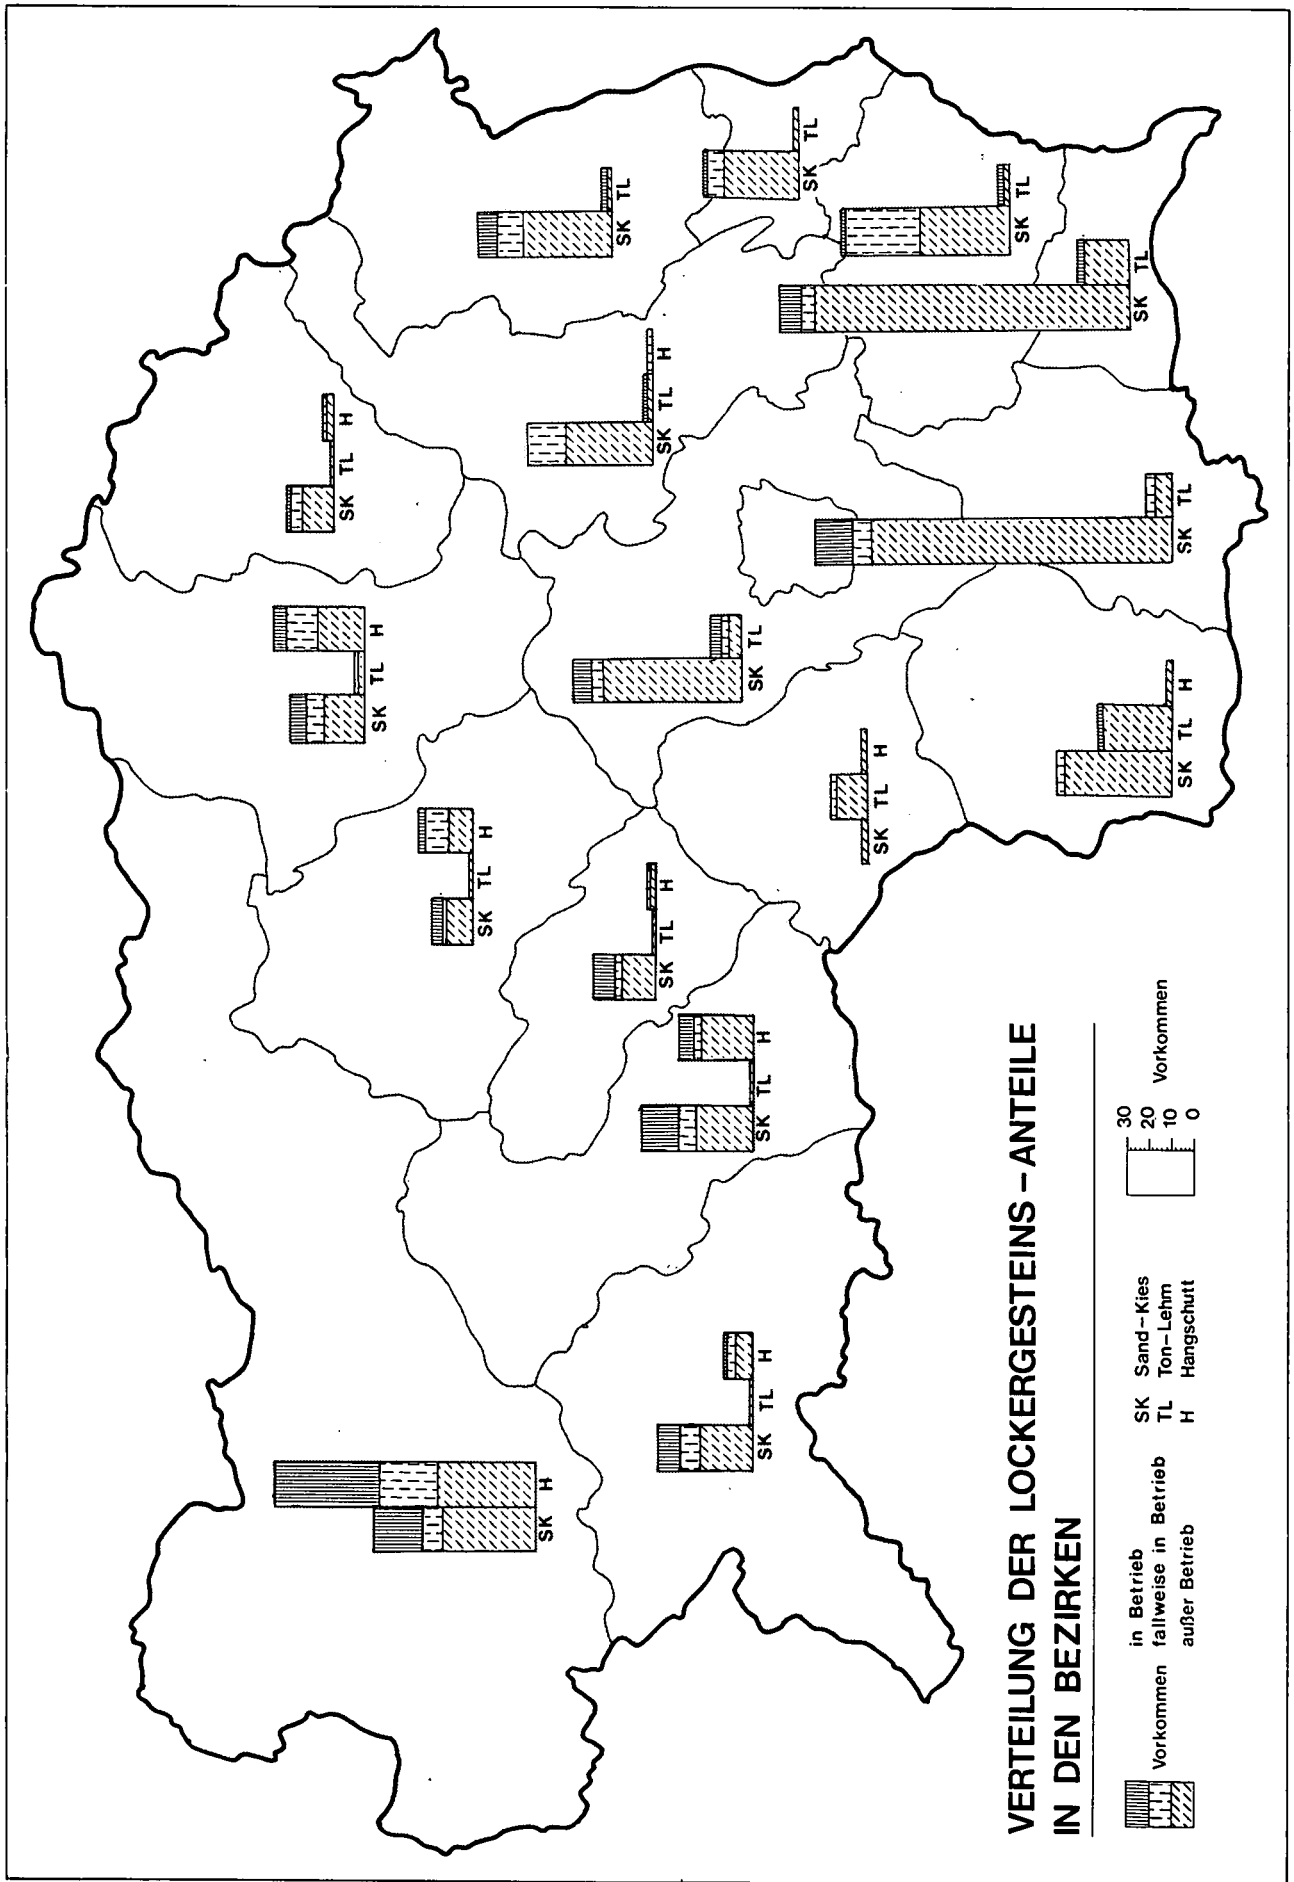 SK TL H
SK TL H
SK TL H
SK H
SK TL
SK TL H
SK TL H
SK TL
SK TL H
SK TL H
SK TL
SK TL H
SK TL
SK TL
SK TL H
SK TL
VERTEILUNG DER LOCKERGESTEINS – ANTEILE
IN DEN BEZIRKEN
in Betrieb
Vorkommen fallweise in Betrieb
außer Betrieb
SK Sand–Kies
TL Ton–Lehm
H Hangschutt
30
20
10
0
Vorkommen